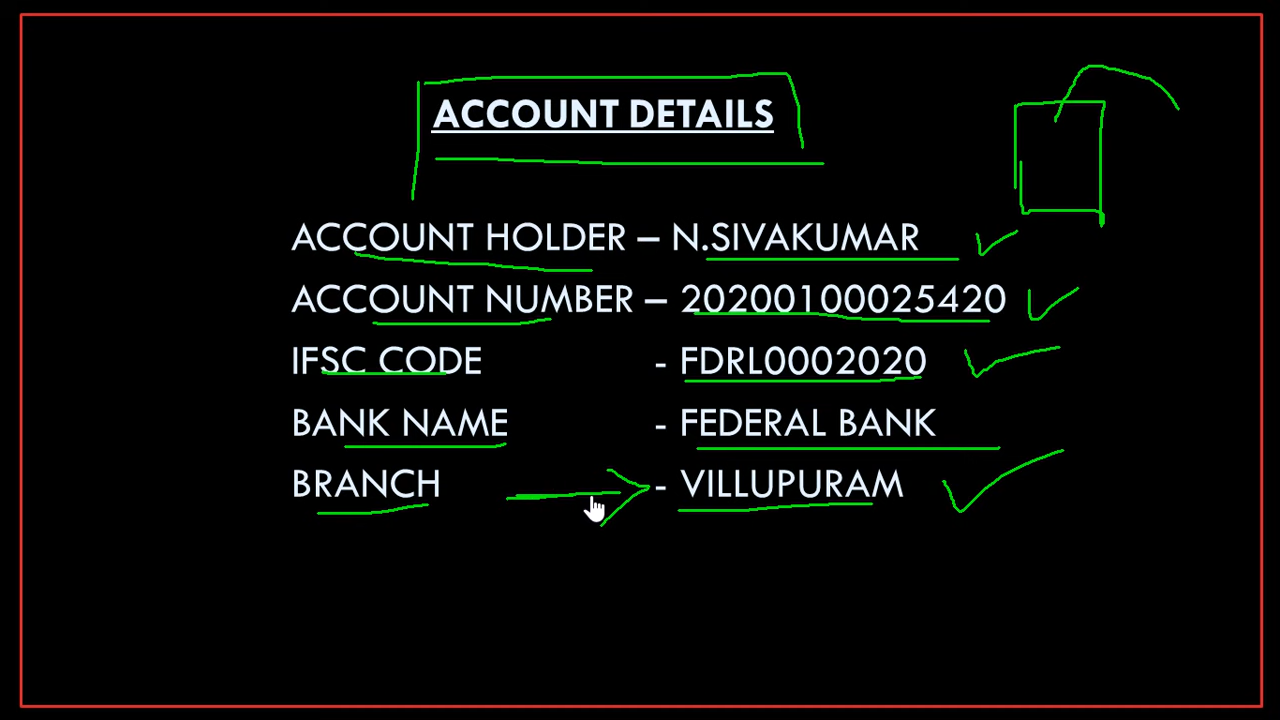 ACCOUNT DETAILS
ACCOUNT HOLDER – N.SIVAKUMAR
ACCOUNT NUMBER – 20200100025420
IFSC CODE - FDRL0002020
BANK NAME - FEDERAL BANK
BRANCH - VILLUPURAM